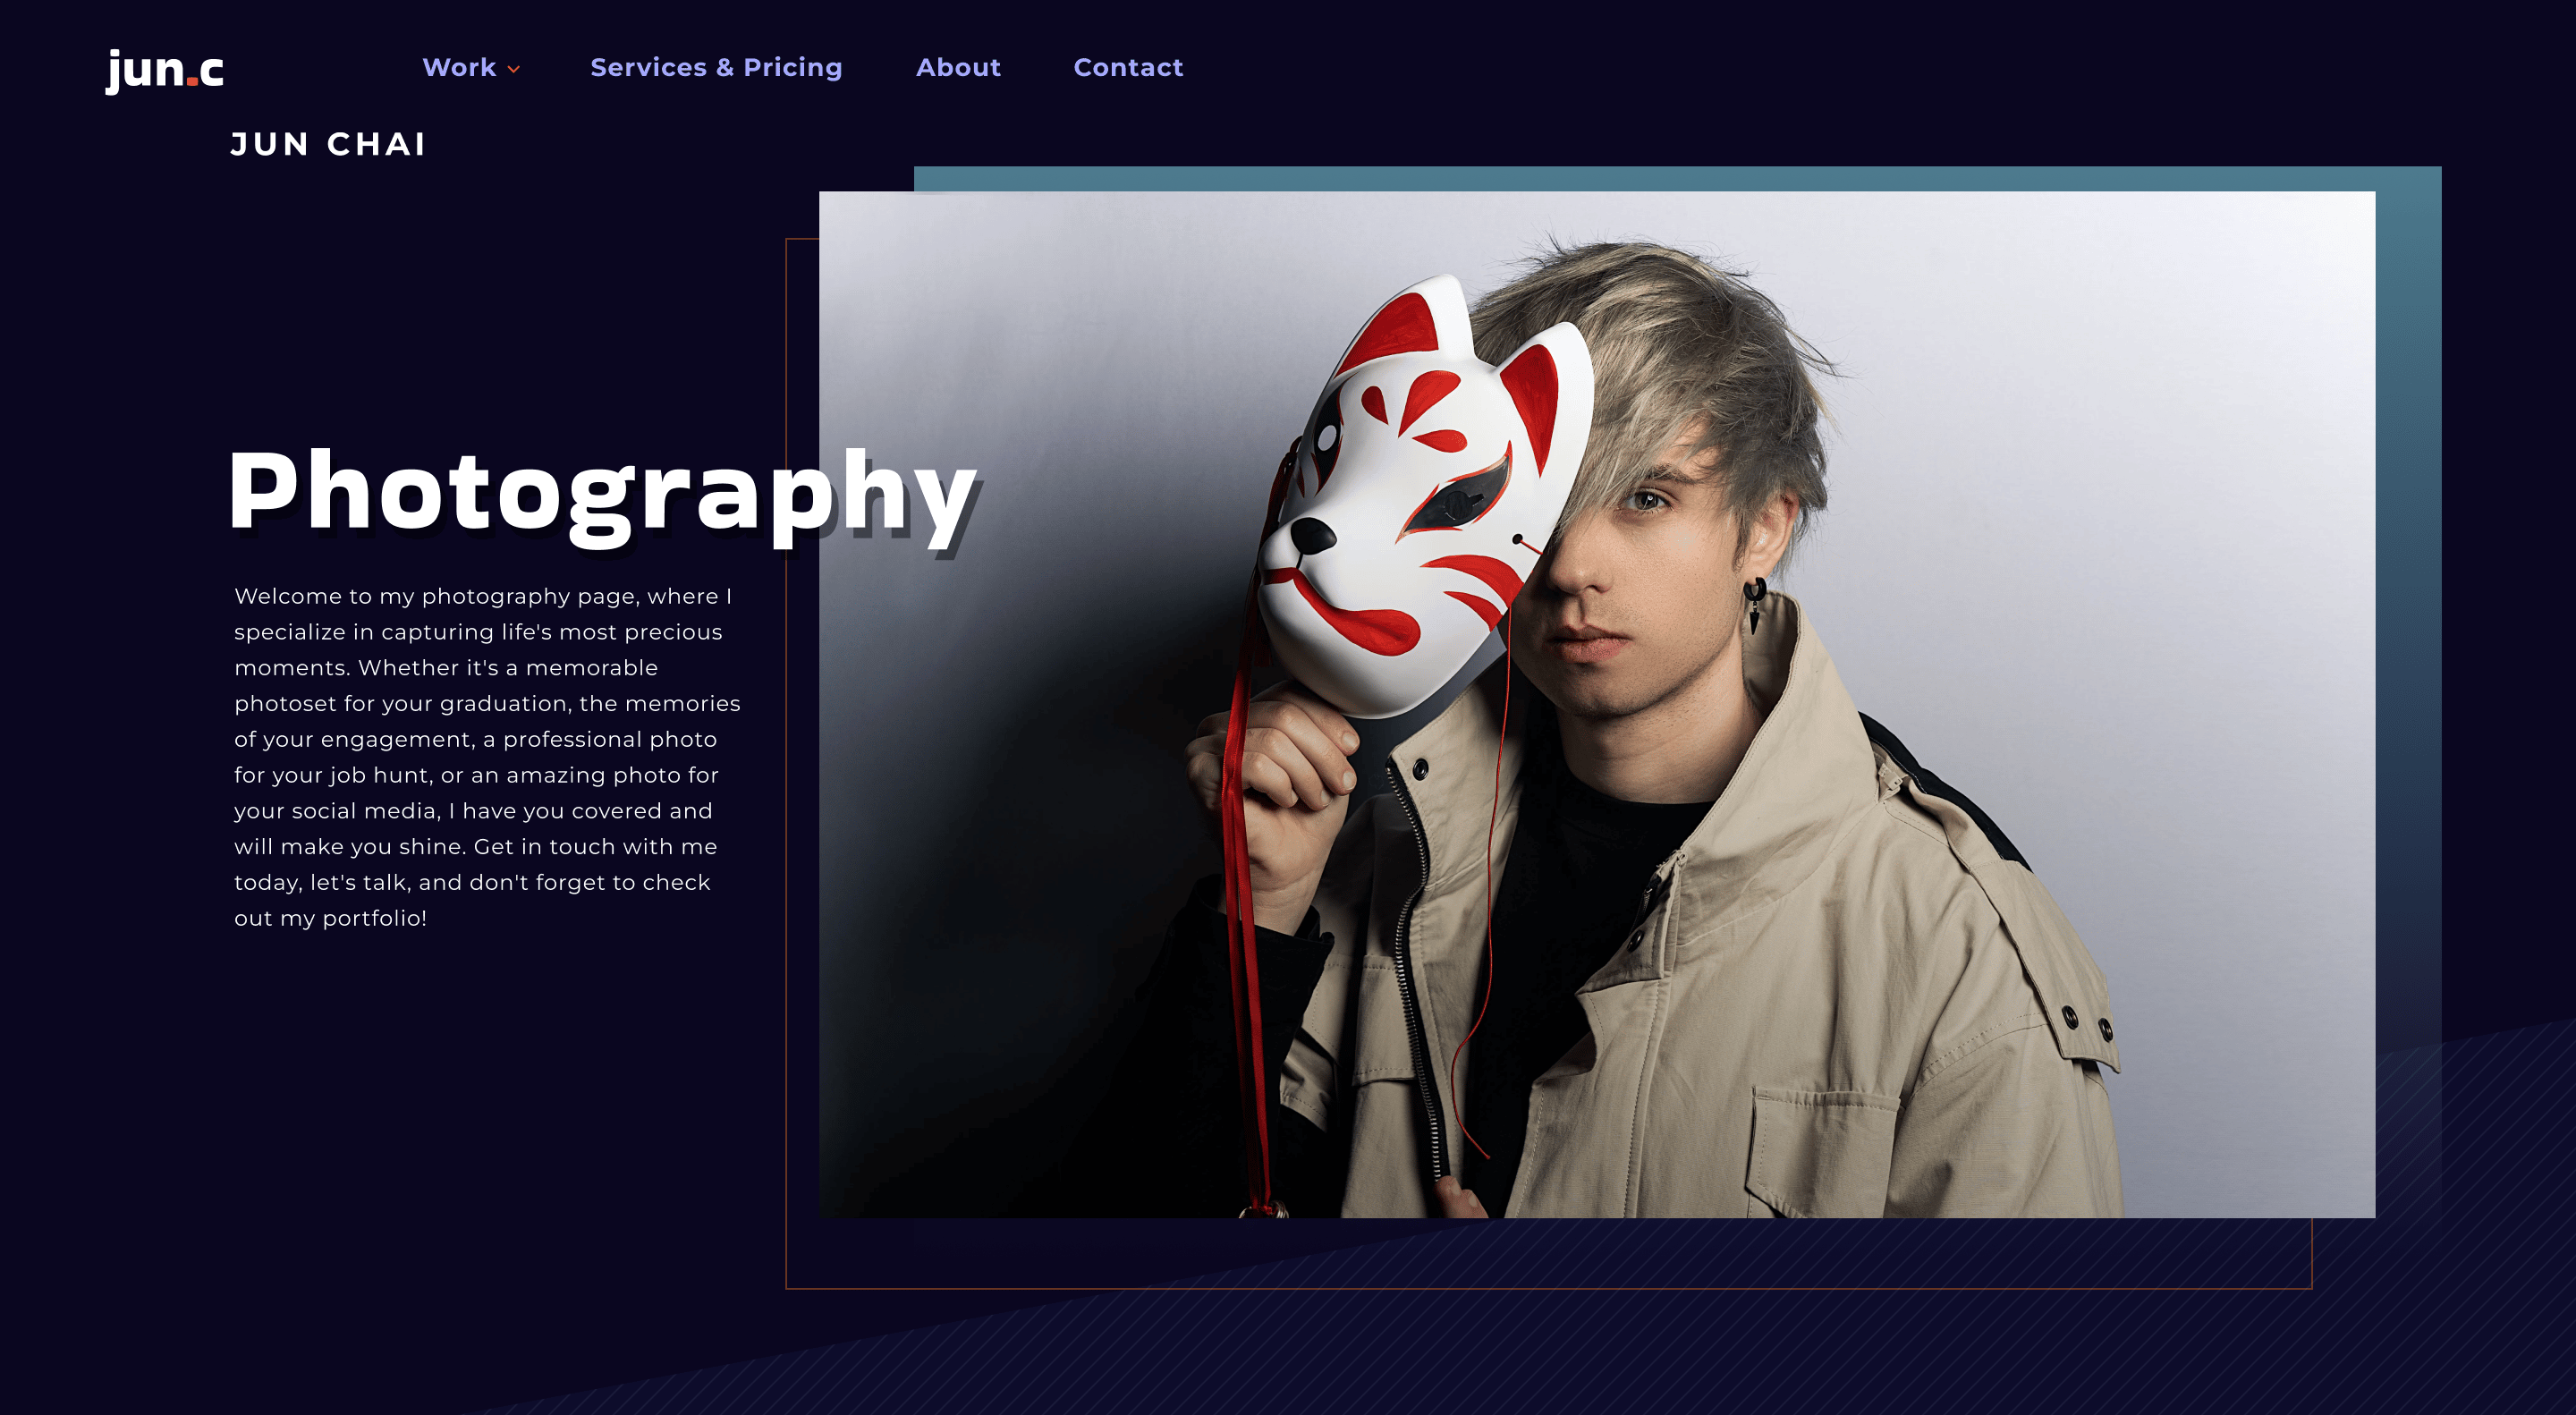 jun.c
Work
Services & Pricing
About
Contact
JUN CHAI
Photography
Welcome to my photography page, where I
specialize in capturing life's most precious
moments. Whether it's a memorable
photoset for your graduation, the memories
of your engagement, a professional photo
for your job hunt, or an amazing photo for
your social media, I have you covered and
will make you shine. Get in touch with me
today, let's talk, and don't forget to check
out my portfolio!